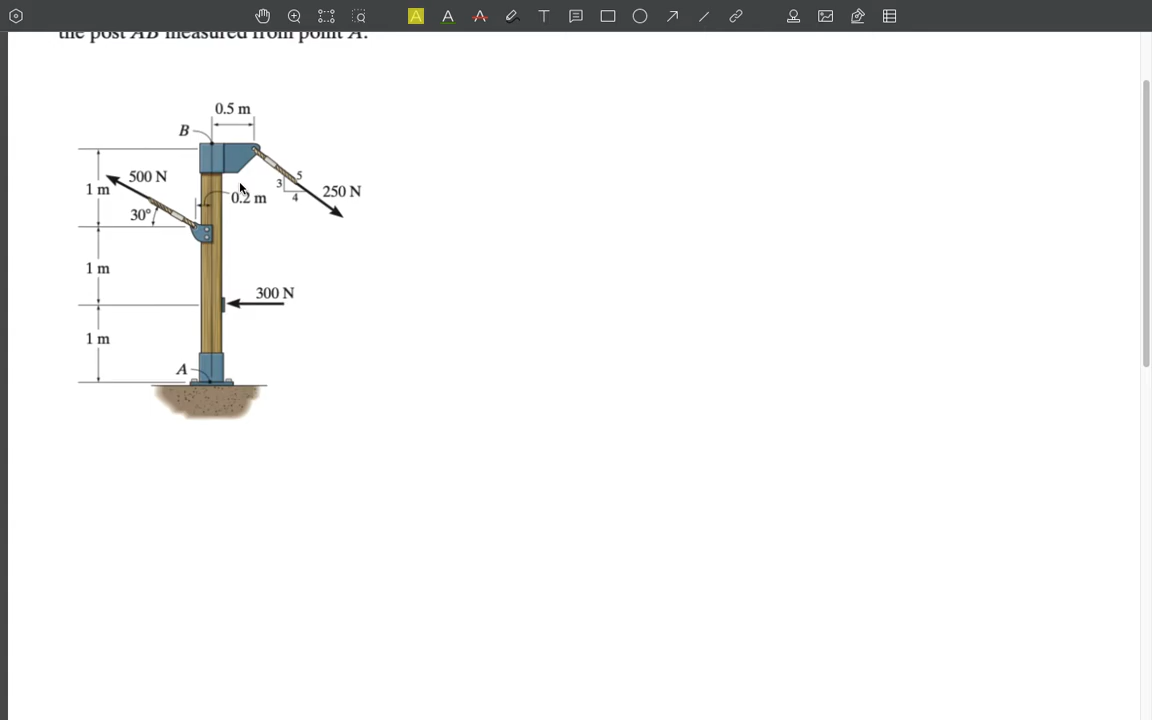 the post AB measured from point A.
0.5 m
B
500 N
5
3
4
250 N
1 m
0.2 m
30°
1 m
300 N
1 m
A